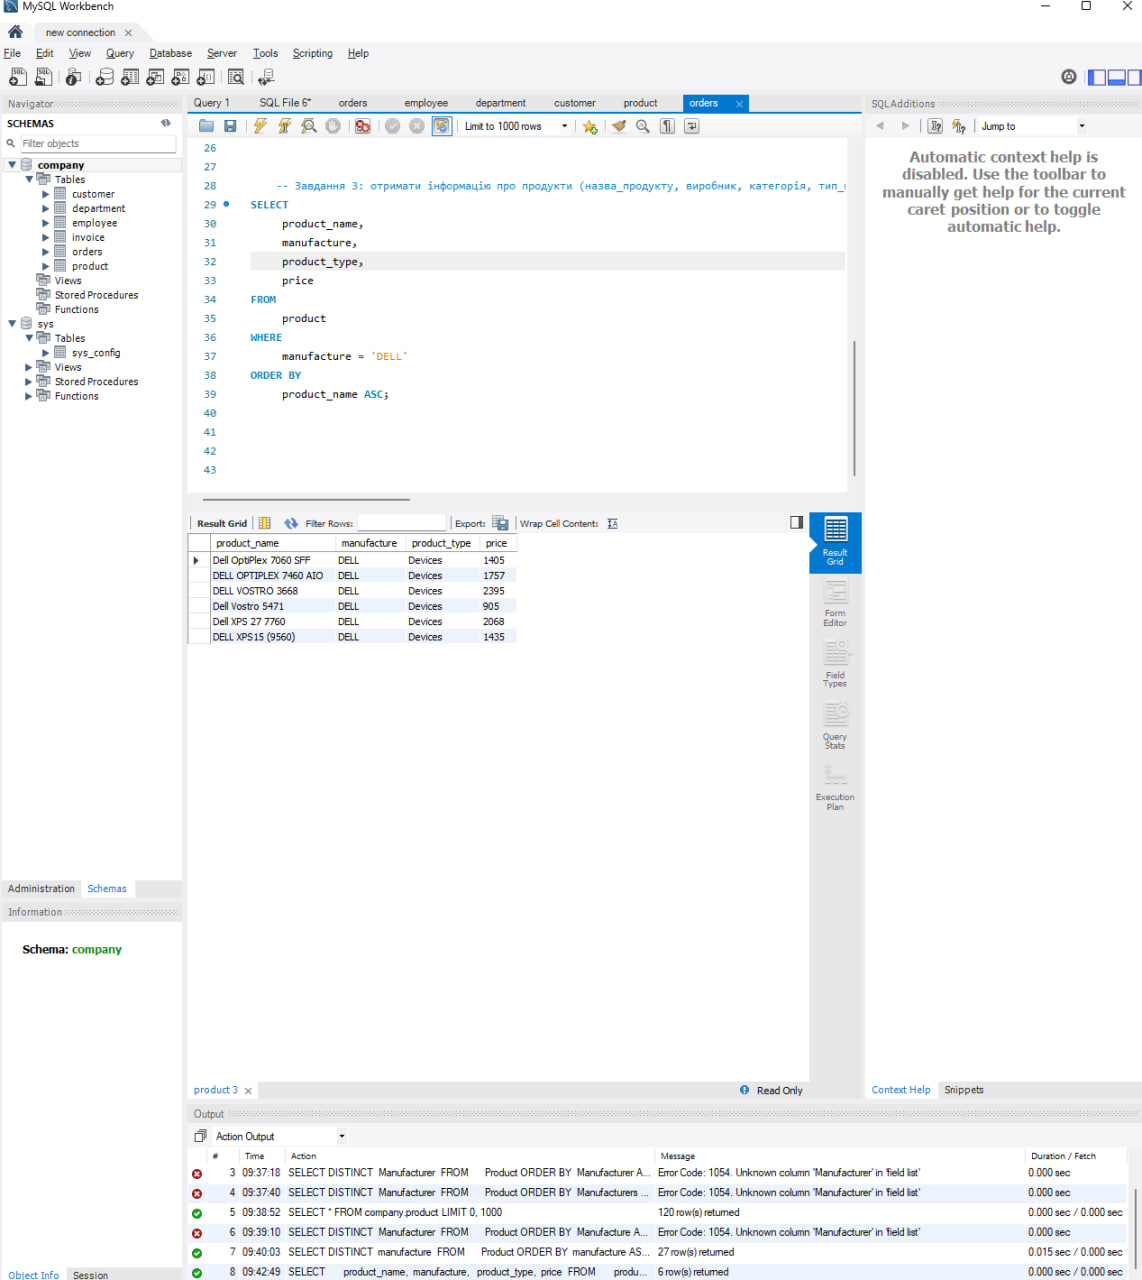 MySQL Workbench
new connection
File Edit View Query Database Server Tools Scripting Help
Navigator
SCHEMAS
Filter objects
company
Tables
customer
department
employee
invoice
orders
product
Views
Stored Procedures
Functions
sys
Tables
sys_config
Views
Stored Procedures
Functions
Administration Schemas
Information
Schema: company
Object Info Session
Query 1 SQL File 6* orders employee department customer product orders
Limit to 1000 rows
26
27
28 -- Завдання 3: отримати інформацію про продукти (назва_продукту, виробник, категорія,
29 SELECT
30 product_name,
31 manufacture,
32 product_type,
33 price
34 FROM
35 product
36 WHERE
37 manufacture = 'DELL'
38 ORDER BY
39 product_name ASC;
40
41
42
43
Result Grid Filter Rows: Export: Wrap Cell Content:
product_name manufacture product_type price
Dell OptiPlex 7060 SFF DELL Devices 1405
DELL OPTIPLEX 7460 AIO DELL Devices 1757
DELL VOSTRO 3668 DELL Devices 2395
Dell Vostro 5471 DELL Devices 905
Dell XPS 27 7760 DELL Devices 2068
DELL XPS15 (9560) DELL Devices 1435
Result
Grid
Form
Editor
Field
Types
Query
Stats
Execution
Plan
product 3 Read Only
SQLAdditions
Jump to
Automatic context help is
disabled. Use the toolbar to
manually get help for the current
caret position or to toggle
automatic help.
Context Help Snippets
Output
Action Output
# Time Action Message Duration / Fetch
3 09:37:18 SELECT DISTINCT Manufacturer FROM Product ORDER BY Manufacturer A... Error Code: 1054. Unknown column 'Manufacturer' in 'field list' 0.000 sec
4 09:37:40 SELECT DISTINCT Manufacturer FROM Product ORDER BY Manufacturers ... Error Code: 1054. Unknown column 'Manufacturer' in 'field list' 0.000 sec
5 09:38:52 SELECT * FROM company.product LIMIT 0, 1000 120 row(s) returned 0.000 sec / 0.000 sec
6 09:39:10 SELECT DISTINCT Manufacturer FROM Product ORDER BY Manufacture A... Error Code: 1054. Unknown column 'Manufacturer' in 'field list' 0.000 sec
7 09:40:03 SELECT DISTINCT manufacture FROM Product ORDER BY manufacture AS... 27 row(s) returned 0.015 sec / 0.000 sec
8 09:42:49 SELECT product_name, manufacture, product_type, price FROM produ... 6 row(s) returned 0.000 sec / 0.000 sec